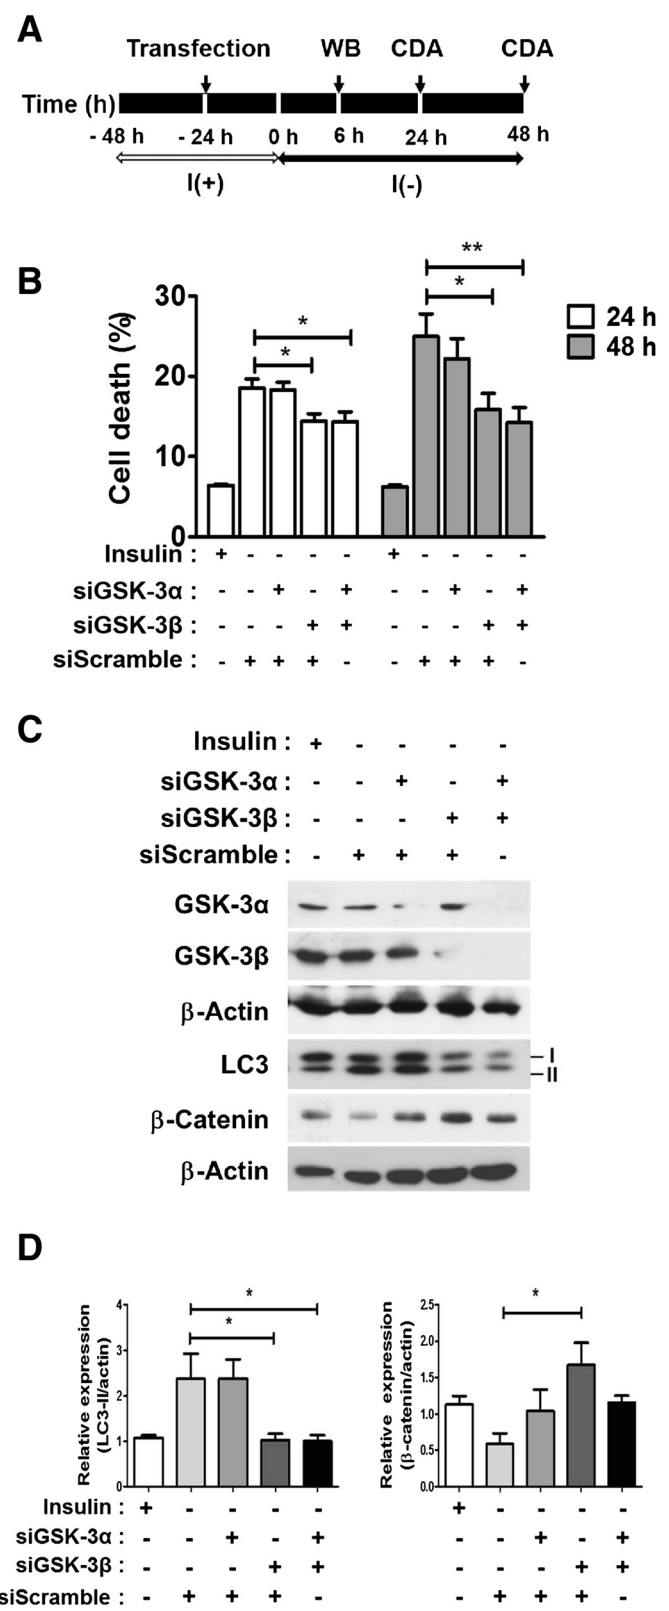 A
Transfection WB CDA CDA
Time (h)
- 48 h - 24 h 0 h 6 h 24 h 48 h
I(+) I(-)
B
** 
* *
* *
Cell death (%)
30
20
10
0
24 h
48 h
Insulin : + - - - - + - - - -
siGSK-3α : - - + - + - - + - +
siGSK-3β : - - - + + - - - + +
siScramble : - + + + - - + + + -
C
Insulin : + - - - -
siGSK-3α : - - + - +
siGSK-3β : - - - + +
siScramble : - + + + -
GSK-3α
GSK-3β
β-Actin
LC3 I
II
β-Catenin
β-Actin
D
Relative expression
(LC3-II/actin)
4
3
2
1
0
* 
*
Relative expression
(β-catenin/actin)
2.5
2.0
1.5
1.0
0.5
0.0
*
Insulin : + - - - - + - - - -
siGSK-3α : - - + - + - - + - +
siGSK-3β : - - - + + - - - + +
siScramble : - + + + - - + + + -